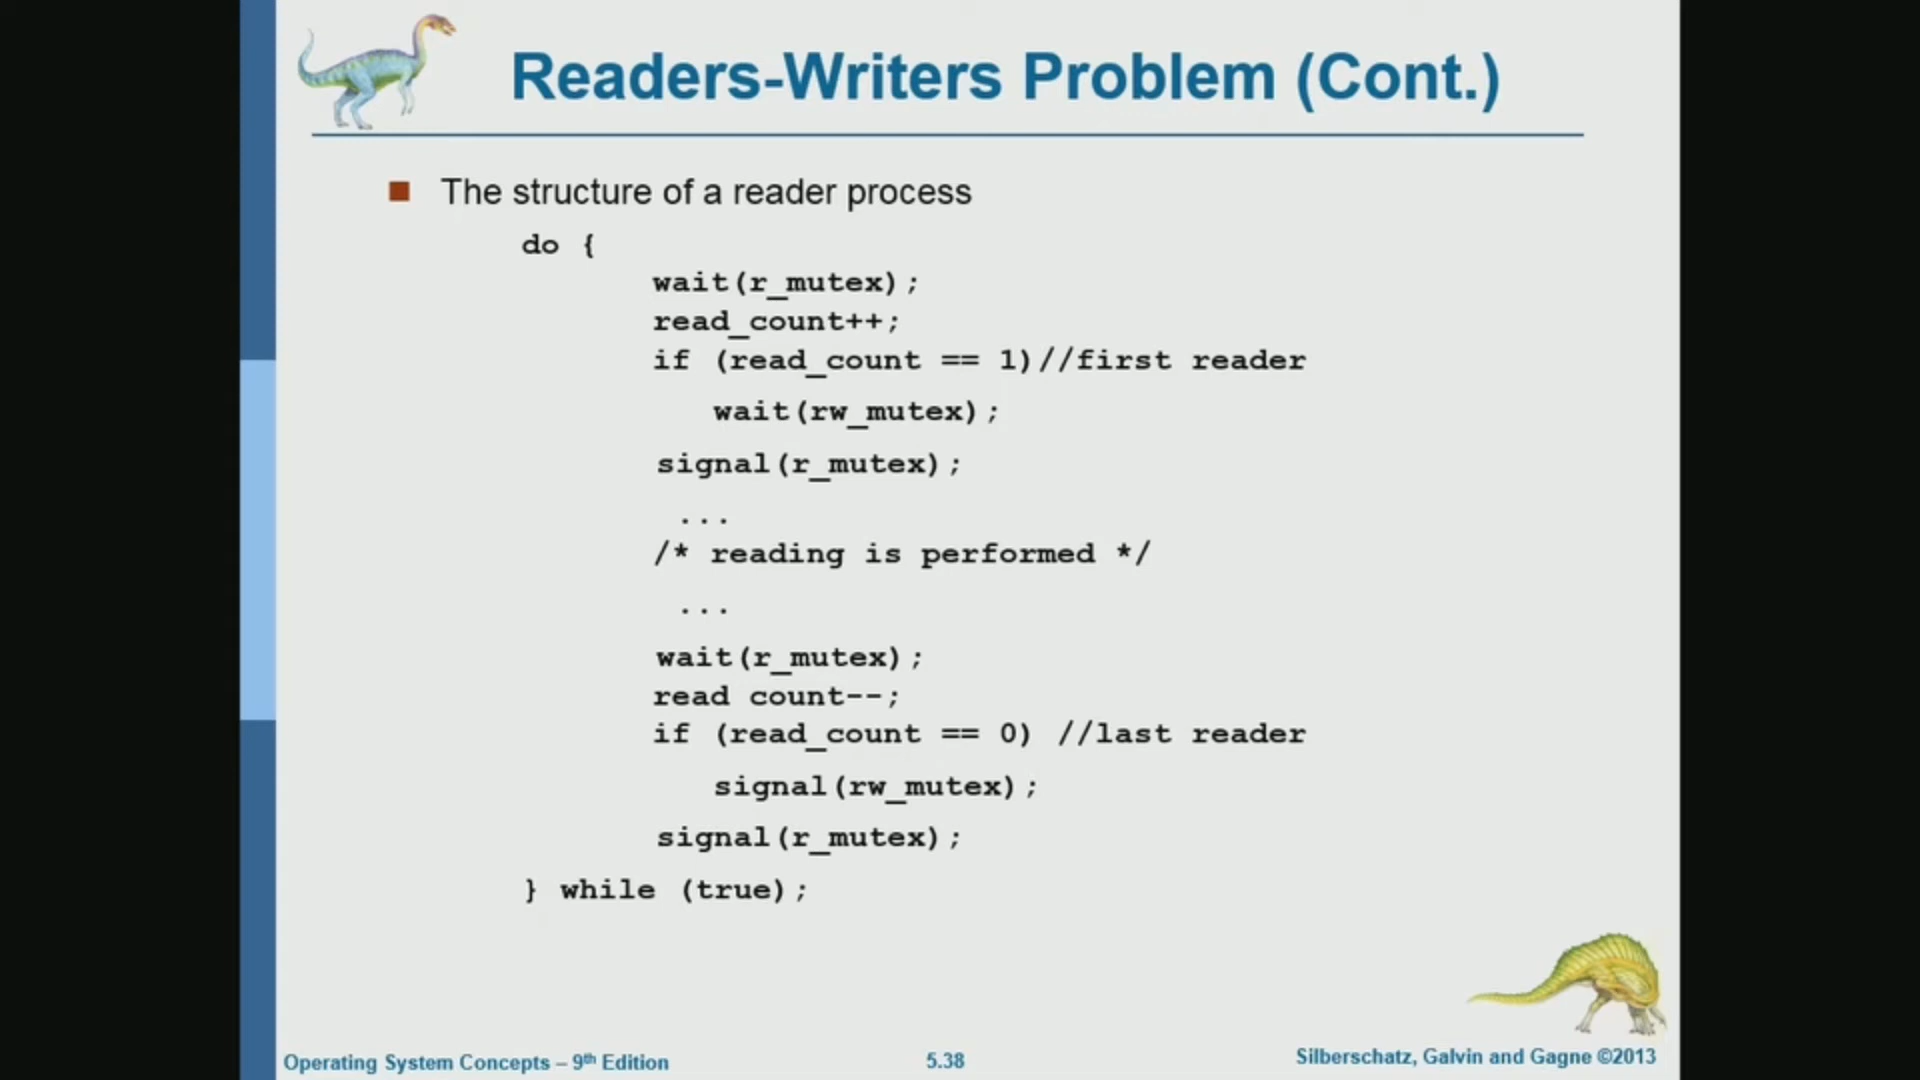 Readers-Writers Problem (Cont.)
The structure of a reader process
do {
wait(r_mutex);
read_count++;
if (read_count == 1)//first reader
wait(rw_mutex);
signal(r_mutex);
...
/* reading is performed */
...
wait(r_mutex);
read count--;
if (read_count == 0) //last reader
signal(rw_mutex);
signal(r_mutex);
} while (true);
Operating System Concepts – 9th Edition
5.38
Silberschatz, Galvin and Gagne ©2013